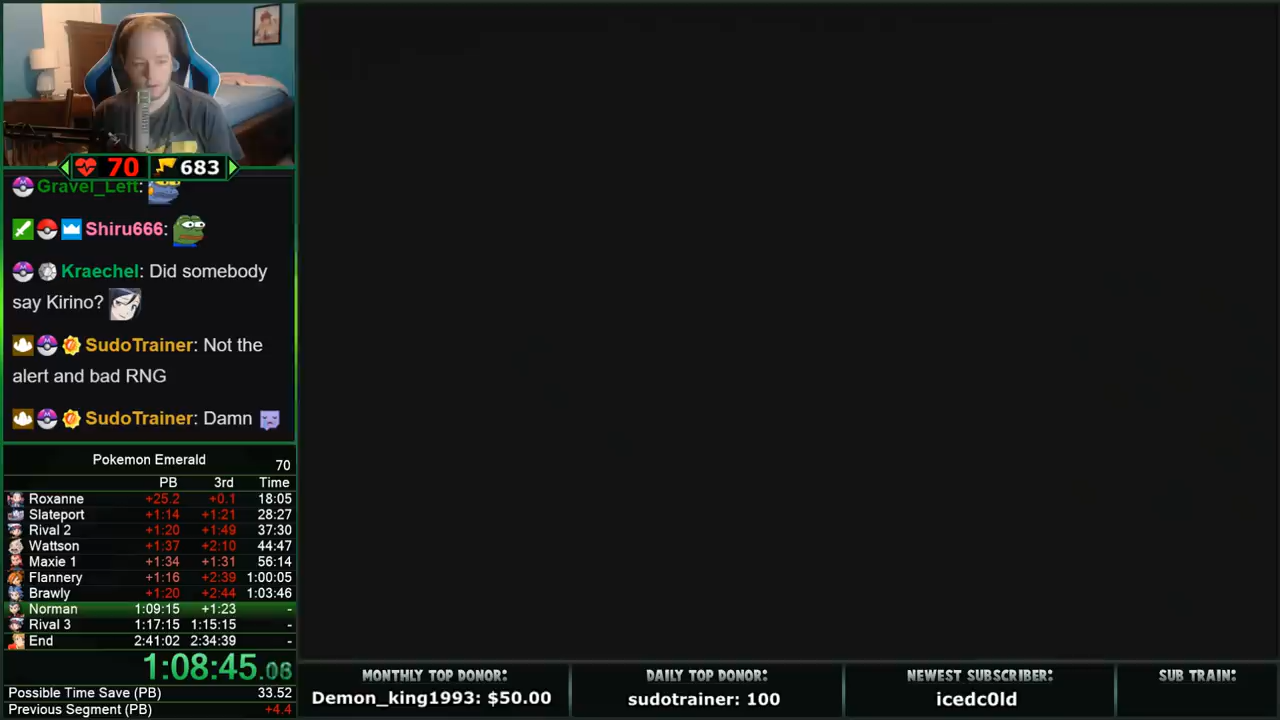 70 683
Gravel_Left:
Shiru666:
Kraechel: Did somebody
say Kirino?
SudoTrainer: Not the
alert and bad RNG
SudoTrainer: Damn
Pokemon Emerald 70
PB 3rd Time
Roxanne +25.2 +0.1 18:05
Slateport +1:14 +1:21 28:27
Rival 2 +1:20 +1:49 37:30
Wattson +1:37 +2:10 44:47
Maxie 1 +1:34 +1:31 56:14
Flannery +1:16 +2:39 1:00:05
Brawly +1:20 +2:44 1:03:46
Norman 1:09:15 +1:23 -
Rival 3 1:17:15 1:15:15 -
End 2:41:02 2:34:39 -
1:08:45.06
Possible Time Save (PB) 33.52
Previous Segment (PB) +4.4
MONTHLY TOP DONOR:
Demon_king1993: $50.00
DAILY TOP DONOR:
sudotrainer: 100
NEWEST SUBSCRIBER:
icedc0ld
SUB TRAIN: